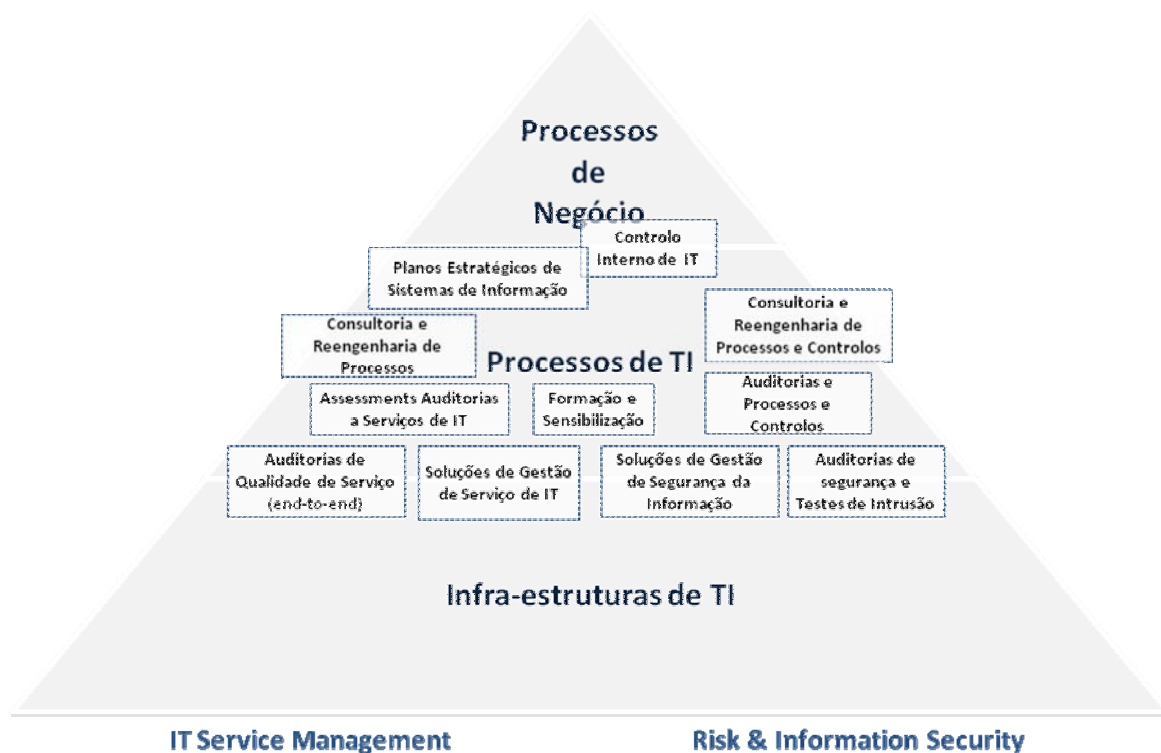 Processos
de
Negócio
Controlo
Interno de IT
Planos Estratégicos de
Sistemas de Informação
Consultoria e
Reengenharia de
Processos e Controlos
Consultoria e
Reengenharia de
Processos
Processos de TI
Auditorias e
Processos e
Controlos
Assessments Auditorias
a Serviços de IT
Formação e
Sensibilização
Auditorias de
Qualidade de Serviço
(end-to-end)
Soluções de Gestão
de Serviço de IT
Soluções de Gestão
de Segurança da
Informação
Auditorias de
segurança e
Testes de Intrusão
Infra-estruturas de TI
IT Service Management
Risk & Information Security